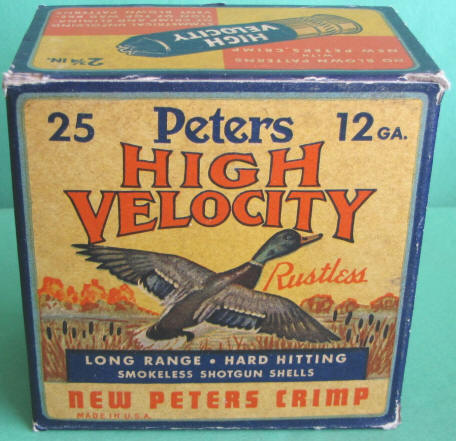 HIGH
VELOCITY
2¾ IN.
NO BLOWN PATTERNS
WITH
NEW PETERS CRIMP
25 Peters 12 GA.
HIGH
VELOCITY
Rustless
LONG RANGE • HARD HITTING
SMOKELESS SHOTGUN SHELLS
NEW PETERS CRIMP
MADE IN U.S.A.